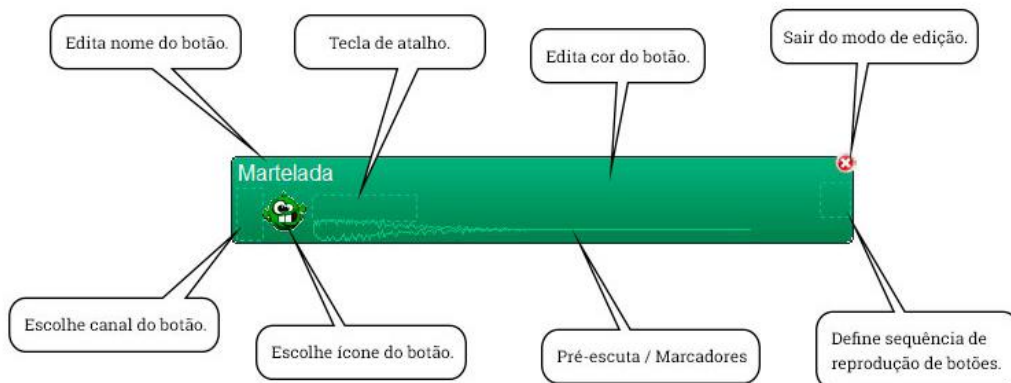 Edita nome do botão.
Tecla de atalho.
Edita cor do botão.
Sair do modo de edição.
Martelada
Escolhe canal do botão.
Escolhe ícone do botão.
Pré-escuta / Marcadores
Define sequência de
reprodução de botões.